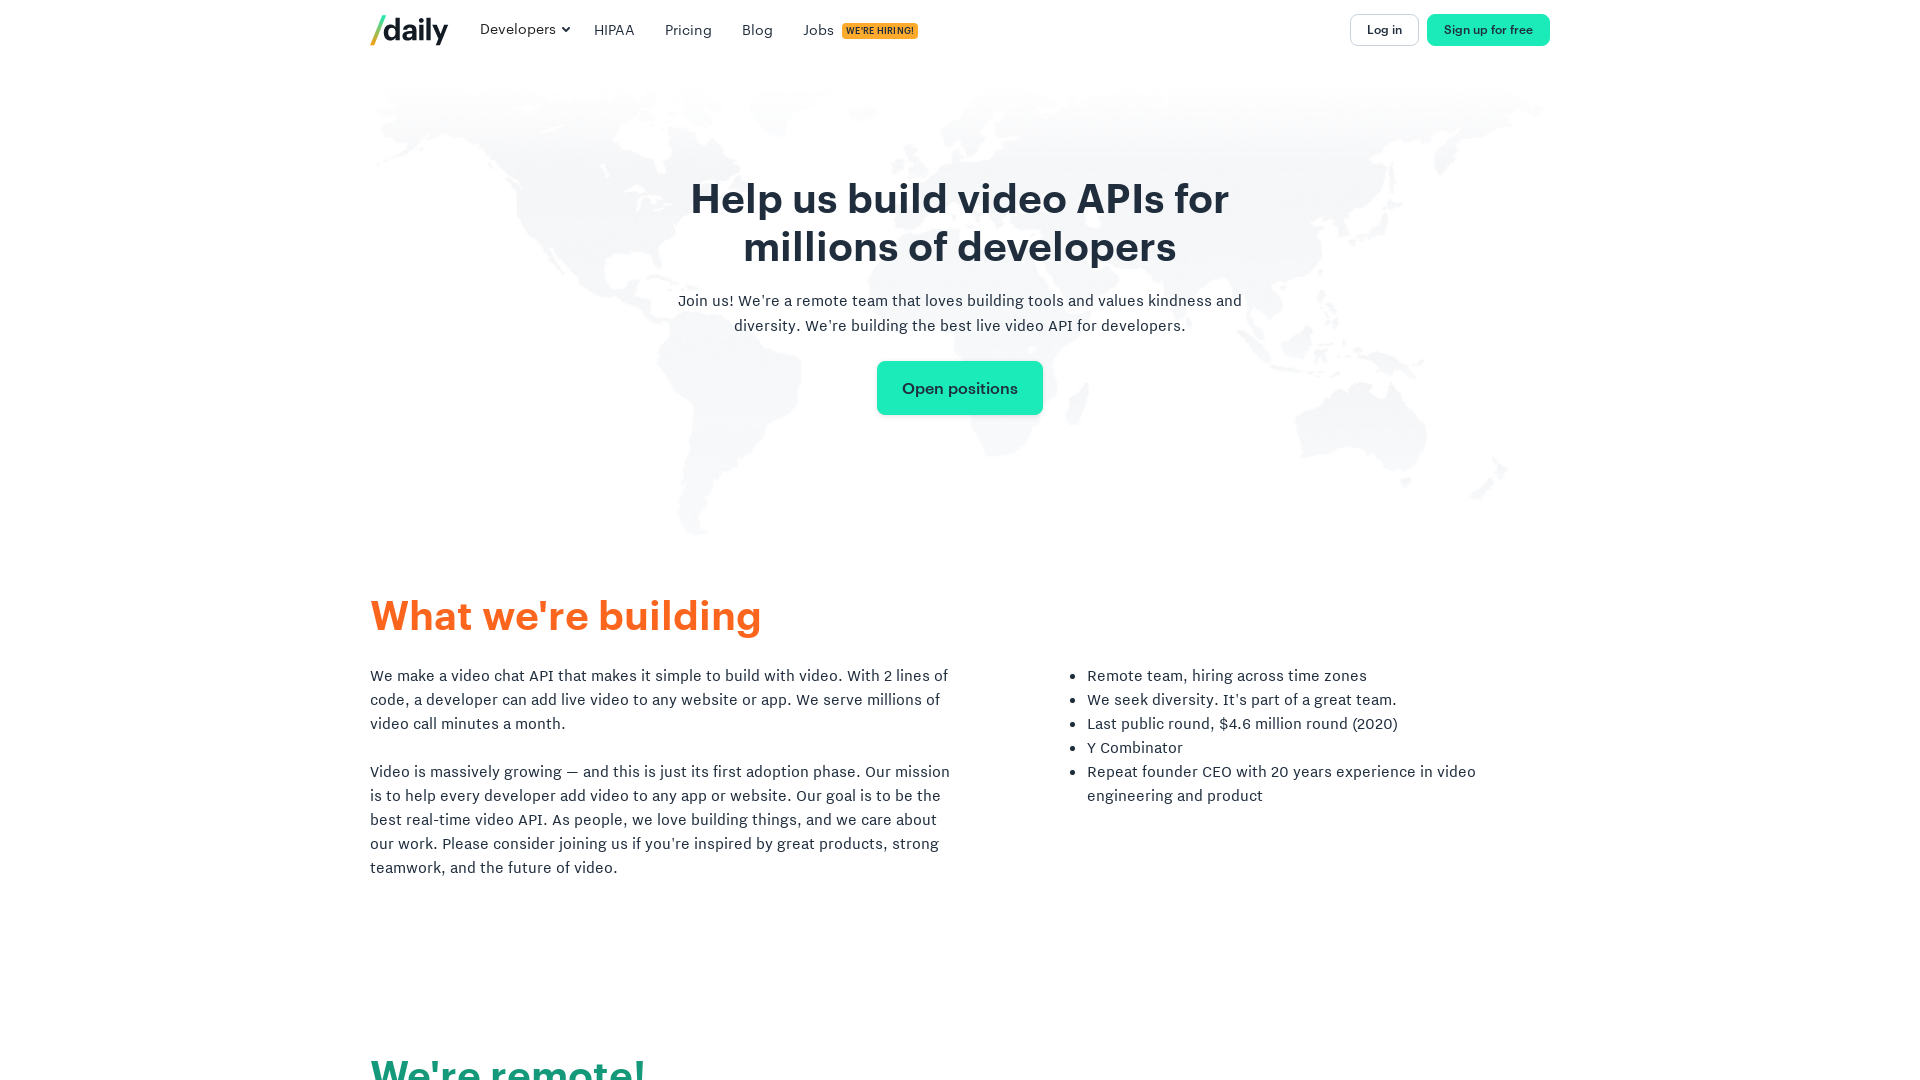 /daily
Developers
HIPAA
Pricing
Blog
Jobs
WE'RE HIRING!
Log in
Sign up for free
Help us build video APIs for
millions of developers
Join us! We're a remote team that loves building tools and values kindness and
diversity. We're building the best live video API for developers.
Open positions
What we're building
We make a video chat API that makes it simple to build with video. With 2 lines of
code, a developer can add live video to any website or app. We serve millions of
video call minutes a month.
Video is massively growing — and this is just its first adoption phase. Our mission
is to help every developer add video to any app or website. Our goal is to be the
best real-time video API. As people, we love building things, and we care about
our work. Please consider joining us if you're inspired by great products, strong
teamwork, and the future of video.
• Remote team, hiring across time zones
• We seek diversity. It's part of a great team.
• Last public round, $4.6 million round (2020)
• Y Combinator
• Repeat founder CEO with 20 years experience in video
engineering and product
We're remote!